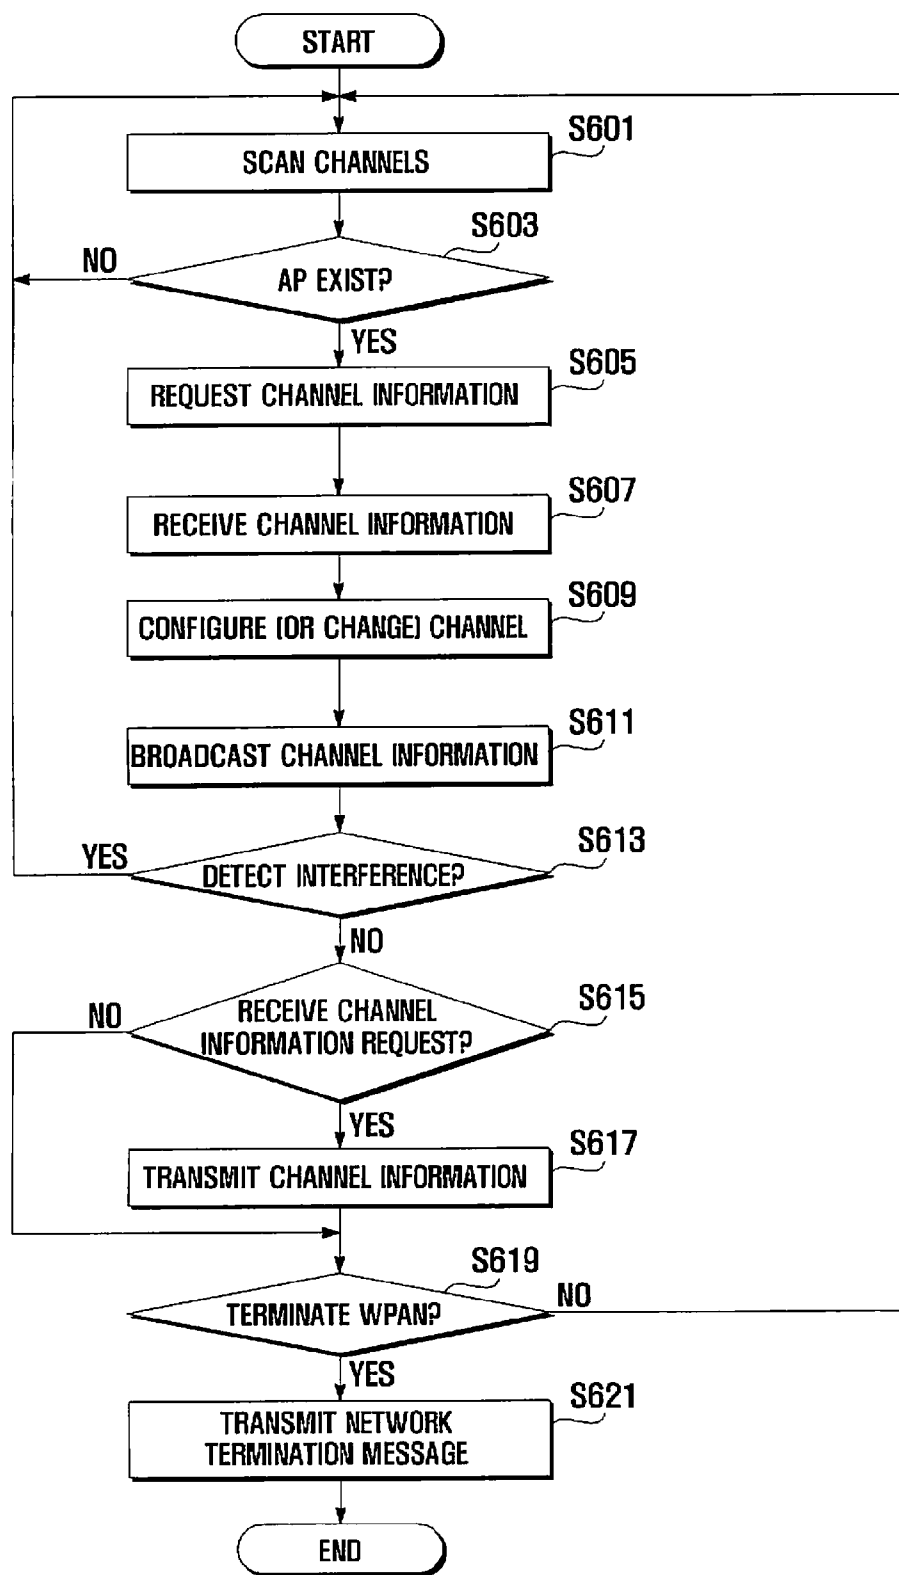 START
S601
SCAN CHANNELS
S603
NO
AP EXIST?
YES
S605
REQUEST CHANNEL INFORMATION
S607
RECEIVE CHANNEL INFORMATION
S609
CONFIGURE (OR CHANGE) CHANNEL
S611
BROADCAST CHANNEL INFORMATION
S613
YES
DETECT INTERFERENCE?
NO
S615
NO
RECEIVE CHANNEL
INFORMATION REQUEST?
YES
S617
TRANSMIT CHANNEL INFORMATION
S619
NO
TERMINATE WPAN?
YES
S621
TRANSMIT NETWORK
TERMINATION MESSAGE
END